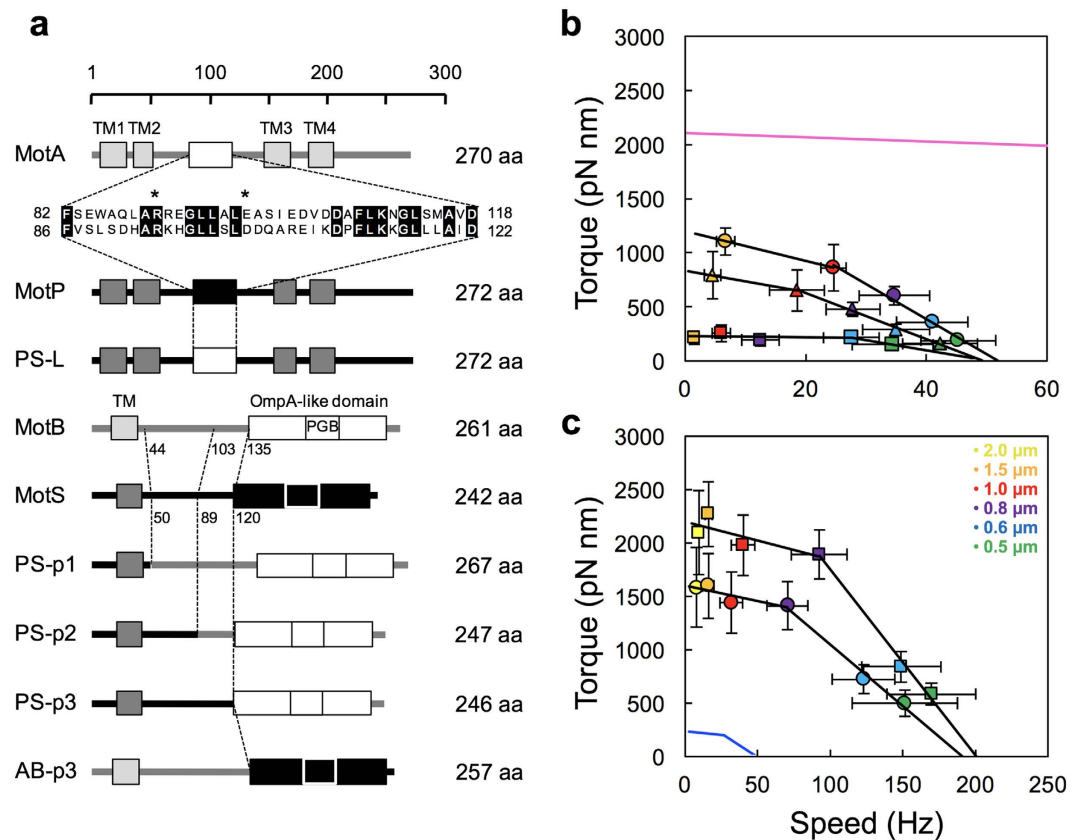 a
1 100 200 300
TM1 TM2 TM3 TM4
MotA 270 aa
* *
82 FSEWAQLARREGLLALEASIEDVDDAFLKNGLSMAVD 118
86 FVSLSDHARKHGLLSLDDQAREIKDPFLKKGLLLAID 122
MotP 272 aa
PS-L 272 aa
TM OmpA-like domain
MotB PGB 261 aa
44 103 135
MotS 242 aa
50 89 120
PS-p1 267 aa
PS-p2 247 aa
PS-p3 246 aa
AB-p3 257 aa
b
3000
2500
2000
1500
1000
500
0
Torque (pN nm)
0 20 40 60
c
3000
2500
2000
1500
1000
500
0
Torque (pN nm)
• 2.0 μm
• 1.5 μm
• 1.0 μm
• 0.8 μm
• 0.6 μm
• 0.5 μm
0 50 100 150 200 250
Speed (Hz)